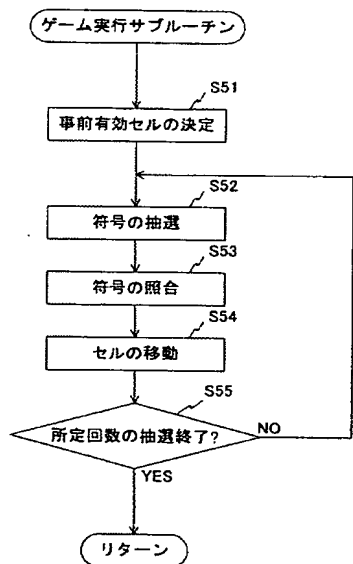 ゲーム実行サブルーチン
S51
事前有効セルの決定
S52
符号の抽選
S53
符号の照合
S54
セルの移動
S55
所定回数の抽選終了?
NO
YES
リターン